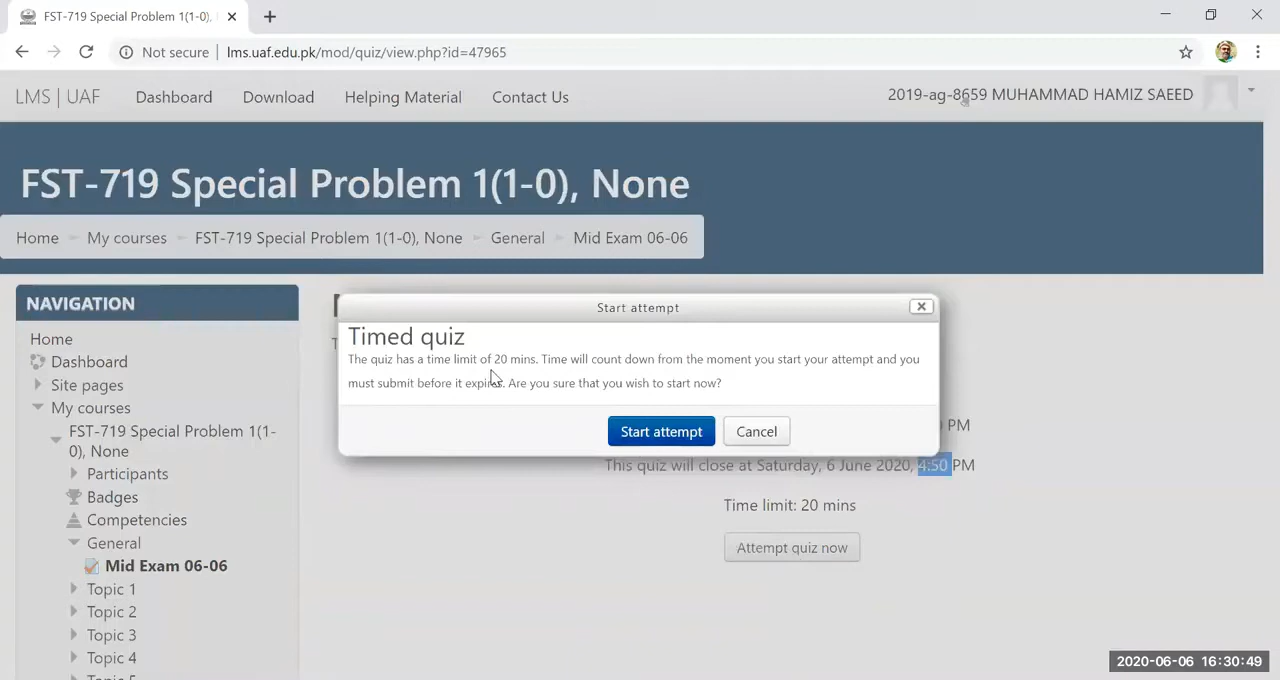 FST-719 Special Problem 1(1-0),
Not secure | lms.uaf.edu.pk/mod/quiz/view.php?id=47965
LMS | UAF Dashboard Download Helping Material Contact Us 2019-ag-8659 MUHAMMAD HAMIZ SAEED
FST-719 Special Problem 1(1-0), None
Home My courses FST-719 Special Problem 1(1-0), None General Mid Exam 06-06
NAVIGATION
Home
Dashboard
Site pages
My courses
FST-719 Special Problem 1(1-
0), None
Participants
Badges
Competencies
General
Mid Exam 06-06
Topic 1
Topic 2
Topic 3
Topic 4
Start attempt
Timed quiz
The quiz has a time limit of 20 mins. Time will count down from the moment you start your attempt and you
must submit before it expires. Are you sure that you wish to start now?
Start attempt Cancel
PM
This quiz will close at Saturday, 6 June 2020, 4:50 PM
Time limit: 20 mins
Attempt quiz now
2020-06-06 16:30:49